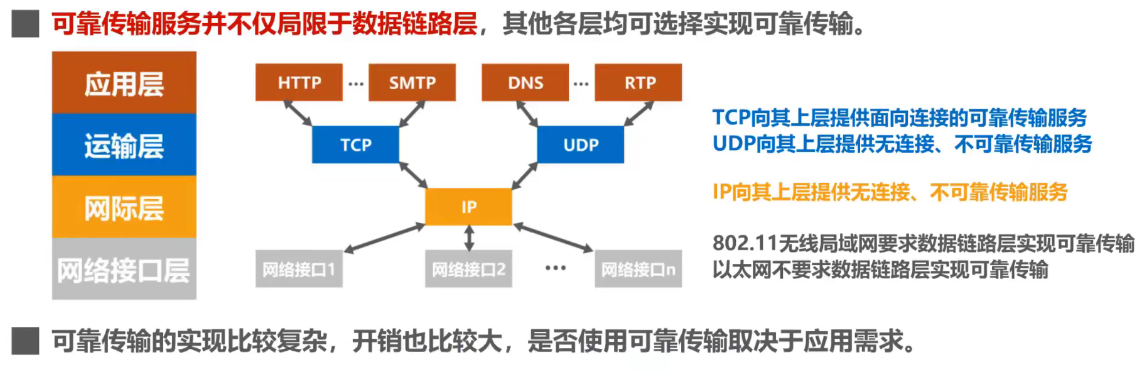 可靠传输服务并不仅局限于数据链路层，其他各层均可选择实现可靠传输。
应用层
HTTP ... SMTP
DNS ... RTP
运输层
TCP
UDP
TCP向其上层提供面向连接的可靠传输服务
UDP向其上层提供无连接、不可靠传输服务
网际层
IP
IP向其上层提供无连接、不可靠传输服务
网络接口层
网络接口1
网络接口2
...
网络接口n
802.11无线局域网要求数据链路层实现可靠传输
以太网不要求数据链路层实现可靠传输
可靠传输的实现比较复杂，开销也比较大，是否使用可靠传输取决于应用需求。